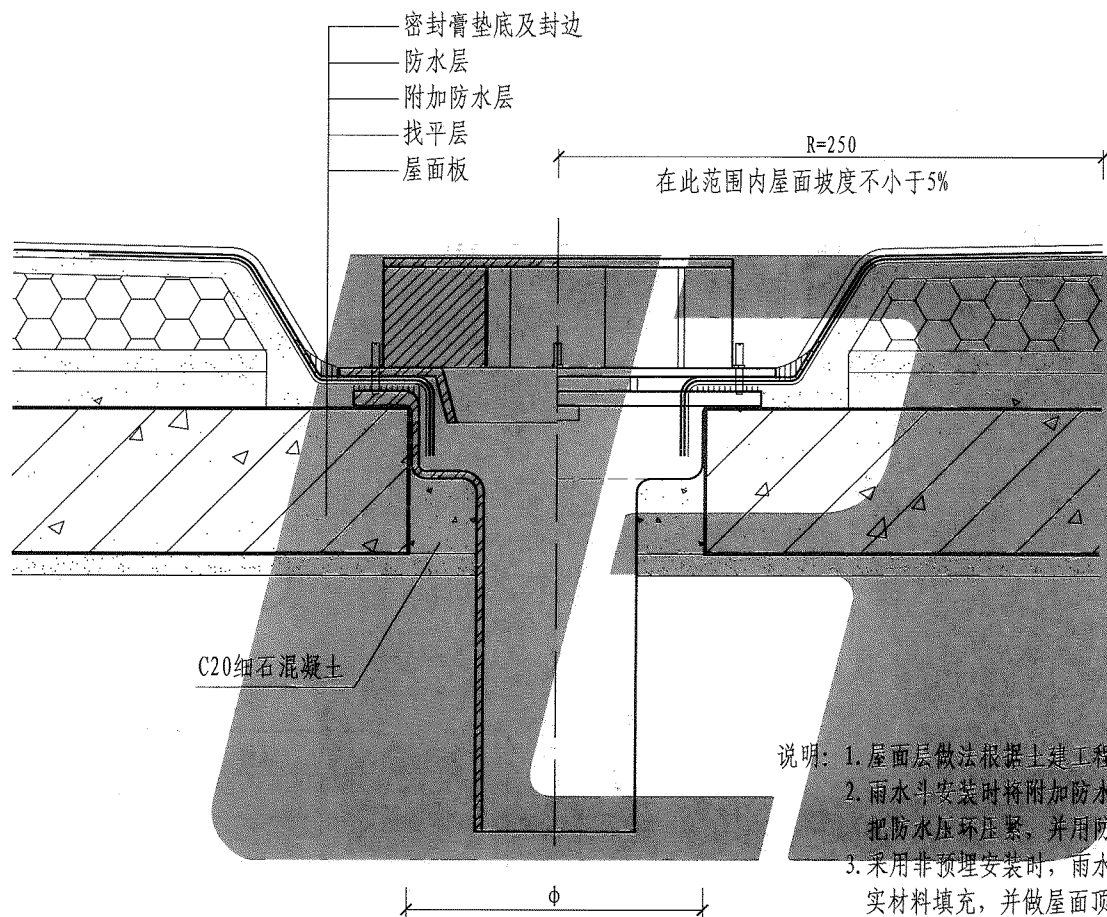 密封膏垫底及封边
防水层
附加防水层
找平层
屋面板
R=250
在此范围内屋面坡度不小于5%
C20细石混凝土
说明: 1. 屋面层做法根据土建工程
2. 雨水斗安装时将附加防水
把防水压环压紧, 并用防
3. 采用非预埋安装时, 雨水
实材料填充, 并做屋面顶
ф